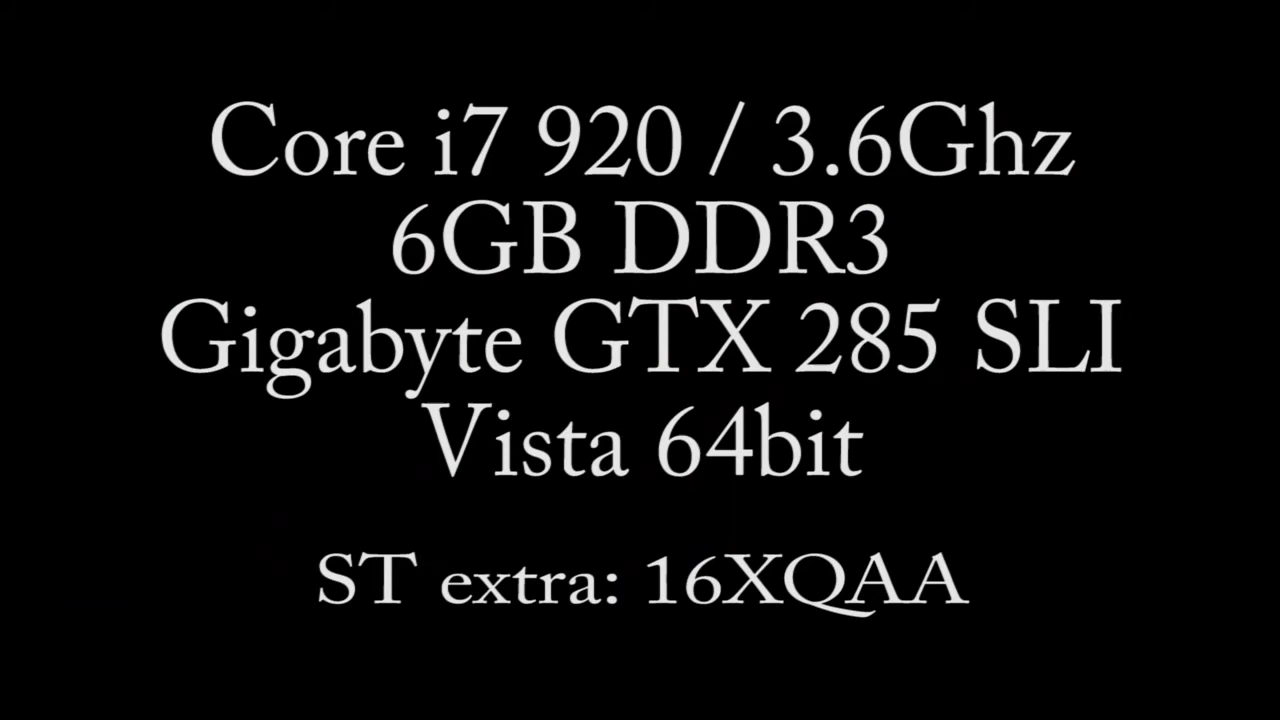 Core i7 920 / 3.6Ghz
6GB DDR3
Gigabyte GTX 285 SLI
Vista 64bit
ST extra: 16XQAA